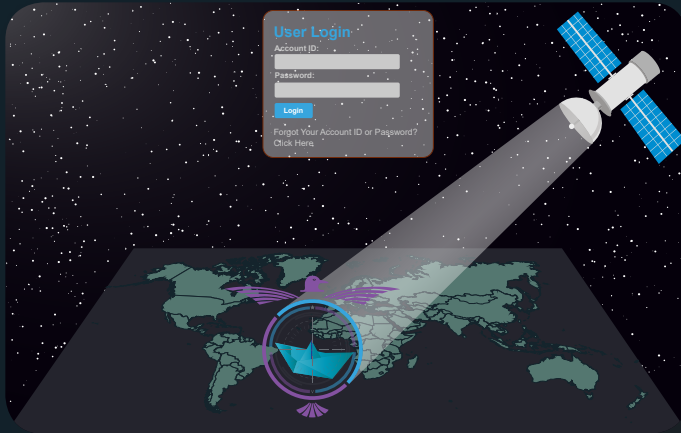 User Login
Account ID:
Password:
Login
Forgot Your Account ID or Password?
Click Here